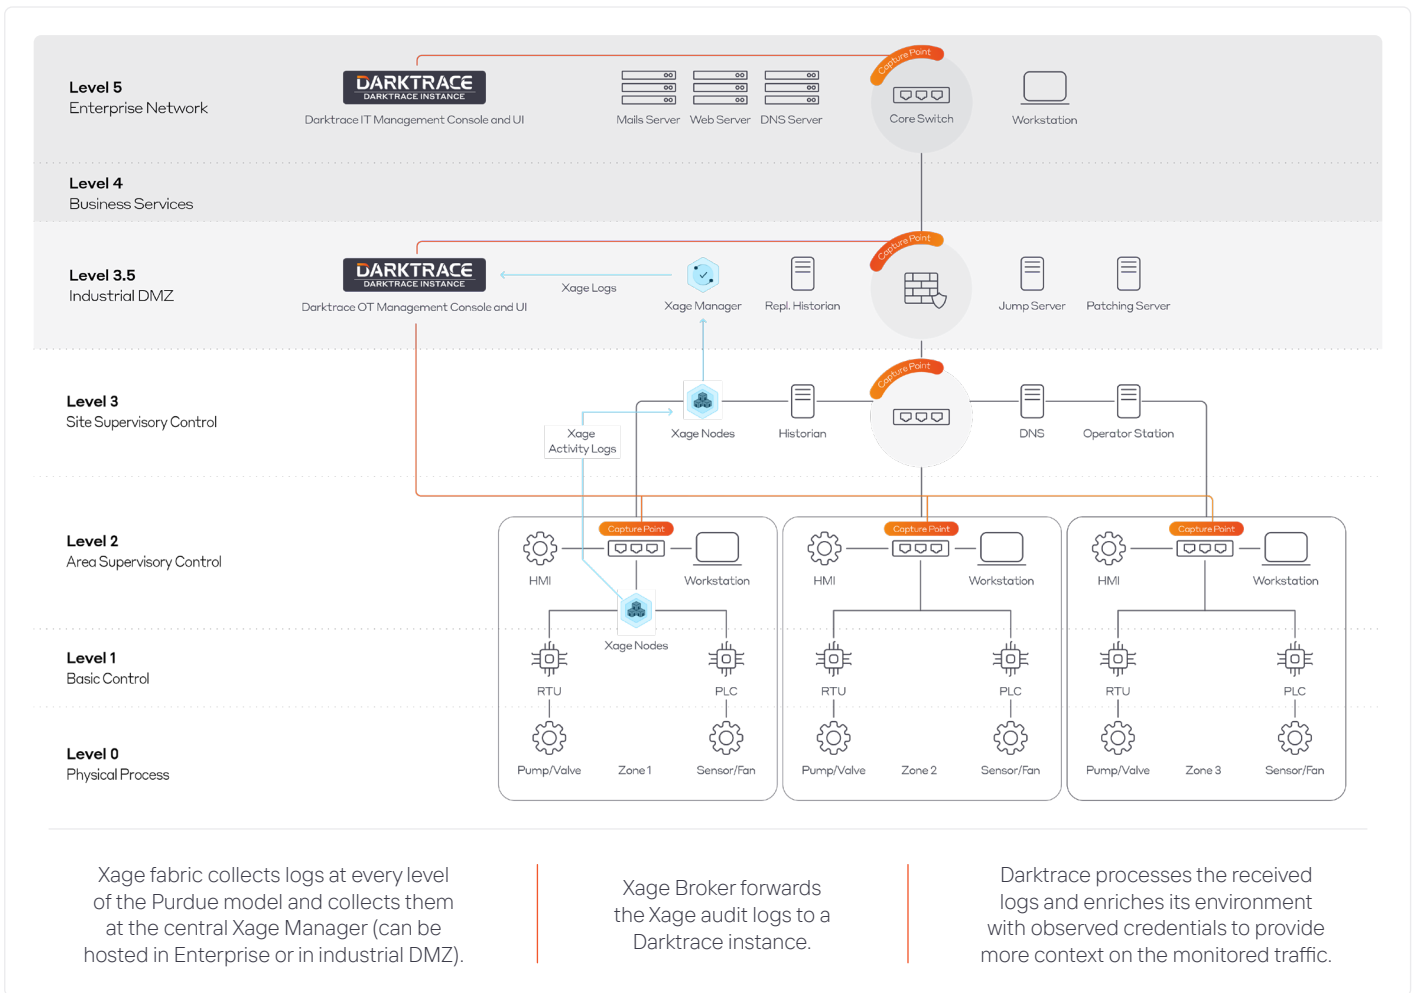 Level 5
Enterprise Network
DARKTRACE
DARKTRACE INSTANCE
Darktrace IT Management Console and UI
Mails Server
Web Server
DNS Server
Capture Point
Core Switch
Workstation
Level 4
Business Services
Level 3.5
Industrial DMZ
DARKTRACE
DARKTRACE INSTANCE
Darktrace OT Management Console and UI
Xage Logs
Xage Manager
Repl. Historian
Capture Point
Jump Server
Patching Server
Level 3
Site Supervisory Control
Xage
Activity Logs
Xage Nodes
Historian
Capture Point
DNS
Operator Station
Level 2
Area Supervisory Control
Capture Point
HMI
Workstation
Xage Nodes
Capture Point
HMI
Workstation
Capture Point
HMI
Workstation
Level 1
Basic Control
RTU
PLC
RTU
PLC
RTU
PLC
Level 0
Physical Process
Pump/Valve
Zone 1
Sensor/Fan
Pump/Valve
Zone 2
Sensor/Fan
Pump/Valve
Zone 3
Sensor/Fan
Xage fabric collects logs at every level
of the Purdue model and collects them
at the central Xage Manager (can be
hosted in Enterprise or in industrial DMZ).
Xage Broker forwards
the Xage audit logs to a
Darktrace instance.
Darktrace processes the received
logs and enriches its environment
with observed credentials to provide
more context on the monitored traffic.